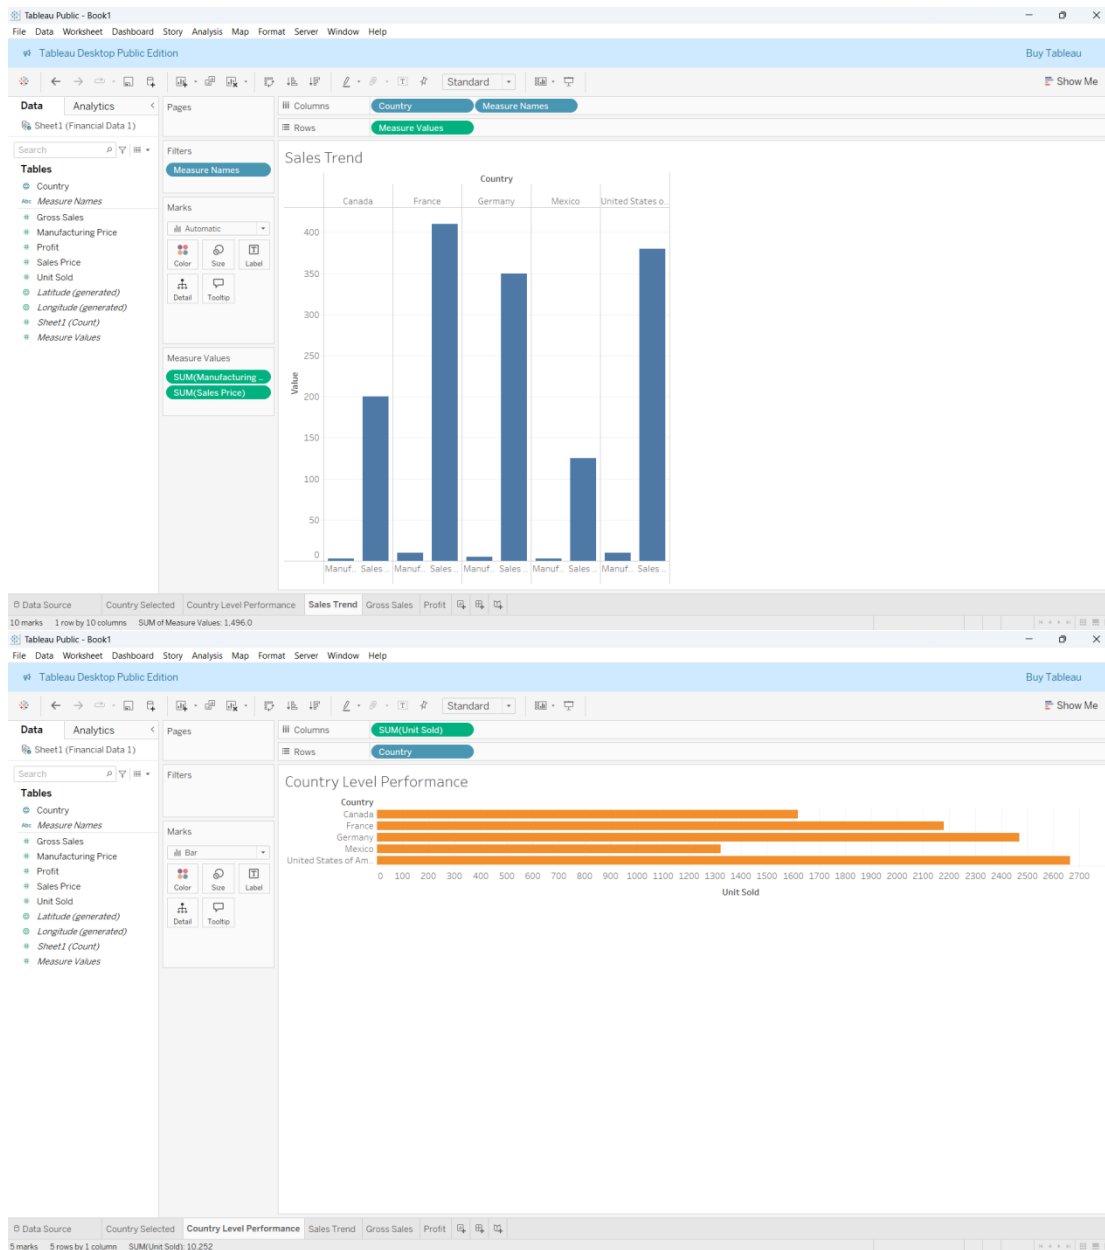 Tableau Public - Book1
File Data Worksheet Dashboard Story Analysis Map Format Server Window Help
Tableau Desktop Public Edition Buy Tableau
Standard Show Me
Data Analytics Pages Columns Country Measure Names
Sheet1 (Financial Data 1) Rows Measure Values
Search Filters Sales Trend
Tables Measure Names Country
Country Marks Canada France Germany Mexico United States o..
Abc Measure Names Automatic
Gross Sales
Manufacturing Price
Profit
Sales Price Color Size Label
Unit Sold
Latitude (generated) Detail Tooltip
Longitude (generated)
Sheet1 (Count)
Measure Values
Measure Values
SUM(Manufacturing ..
SUM(Sales Price)
Value
400
350
300
250
200
150
100
50
0
Manuf.. Sales .. Manuf.. Sales .. Manuf.. Sales .. Manuf.. Sales .. Manuf.. Sales ..
Data Source Country Selected Country Level Performance Sales Trend Gross Sales Profit
10 marks 1 row by 10 columns SUM of Measure Values: 1,496.0
Tableau Public - Book1
File Data Worksheet Dashboard Story Analysis Map Format Server Window Help
Tableau Desktop Public Edition Buy Tableau
Standard Show Me
Data Analytics Pages Columns SUM(Unit Sold)
Sheet1 (Financial Data 1) Rows Country
Search Filters Country Level Performance
Tables Country
Country Canada
Abc Measure Names France
Gross Sales Marks Germany
Manufacturing Price Bar Mexico
Profit United States of Am..
Sales Price Color Size Label 0 100 200 300 400 500 600 700 800 900 1000 1100 1200 1300 1400 1500 1600 1700 1800 1900 2000 2100 2200 2300 2400 2500 2600 2700
Unit Sold Unit Sold
Latitude (generated) Detail Tooltip
Longitude (generated)
Sheet1 (Count)
Measure Values
Data Source Country Selected Country Level Performance Sales Trend Gross Sales Profit
5 marks 5 rows by 1 column SUM(Unit Sold): 10,252